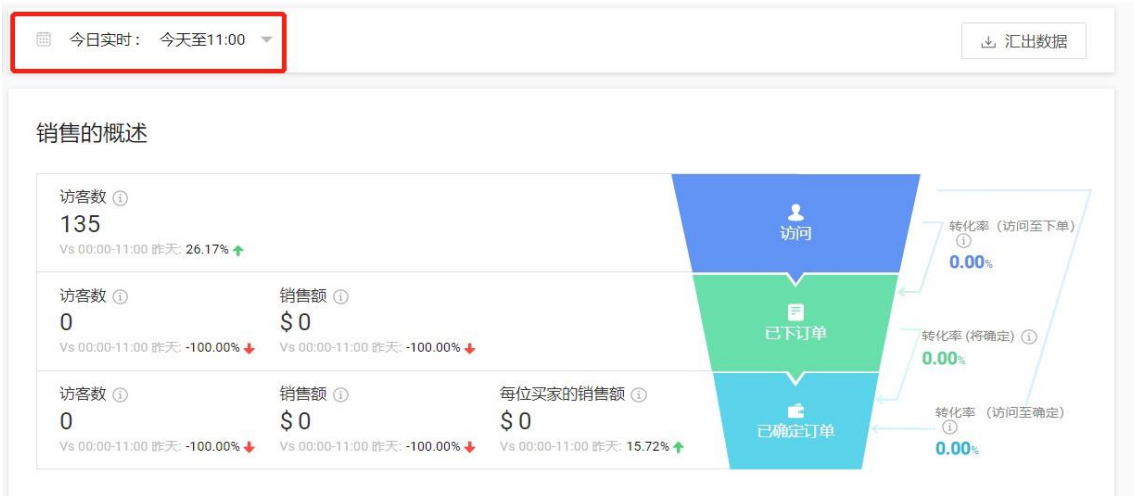 今日实时： 今天至11:00
汇出数据
销售的概述
访客数
135
Vs 00:00-11:00 昨天: 26.17%
访客数
0
Vs 00:00-11:00 昨天: -100.00%
销售额
$ 0
Vs 00:00-11:00 昨天: -100.00%
访客数
0
Vs 00:00-11:00 昨天: -100.00%
销售额
$ 0
Vs 00:00-11:00 昨天: -100.00%
每位买家的销售额
$ 0
Vs 00:00-11:00 昨天: 15.72%
访问
已下订单
已确定订单
转化率（访问至下单）
0.00%
转化率 (将确定)
0.00%
转化率 （访问至确定）
0.00%